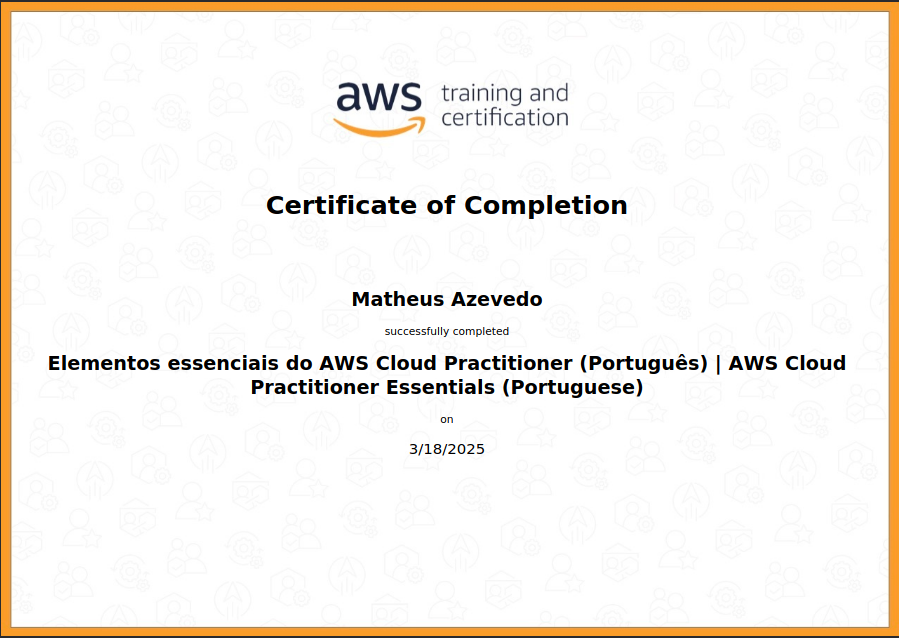 aws training and
certification
Certificate of Completion
Matheus Azevedo
successfully completed
Elementos essenciais do AWS Cloud Practitioner (Português) | AWS Cloud
Practitioner Essentials (Portuguese)
on
3/18/2025